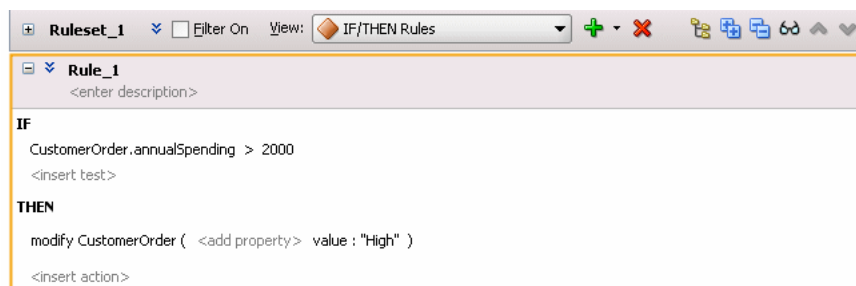 Ruleset_1 Filter On View: IF/THEN Rules
Rule_1
<enter description>
IF
CustomerOrder.annualSpending > 2000
<insert test>
THEN
modify CustomerOrder ( <add property> value : "High" )
<insert action>